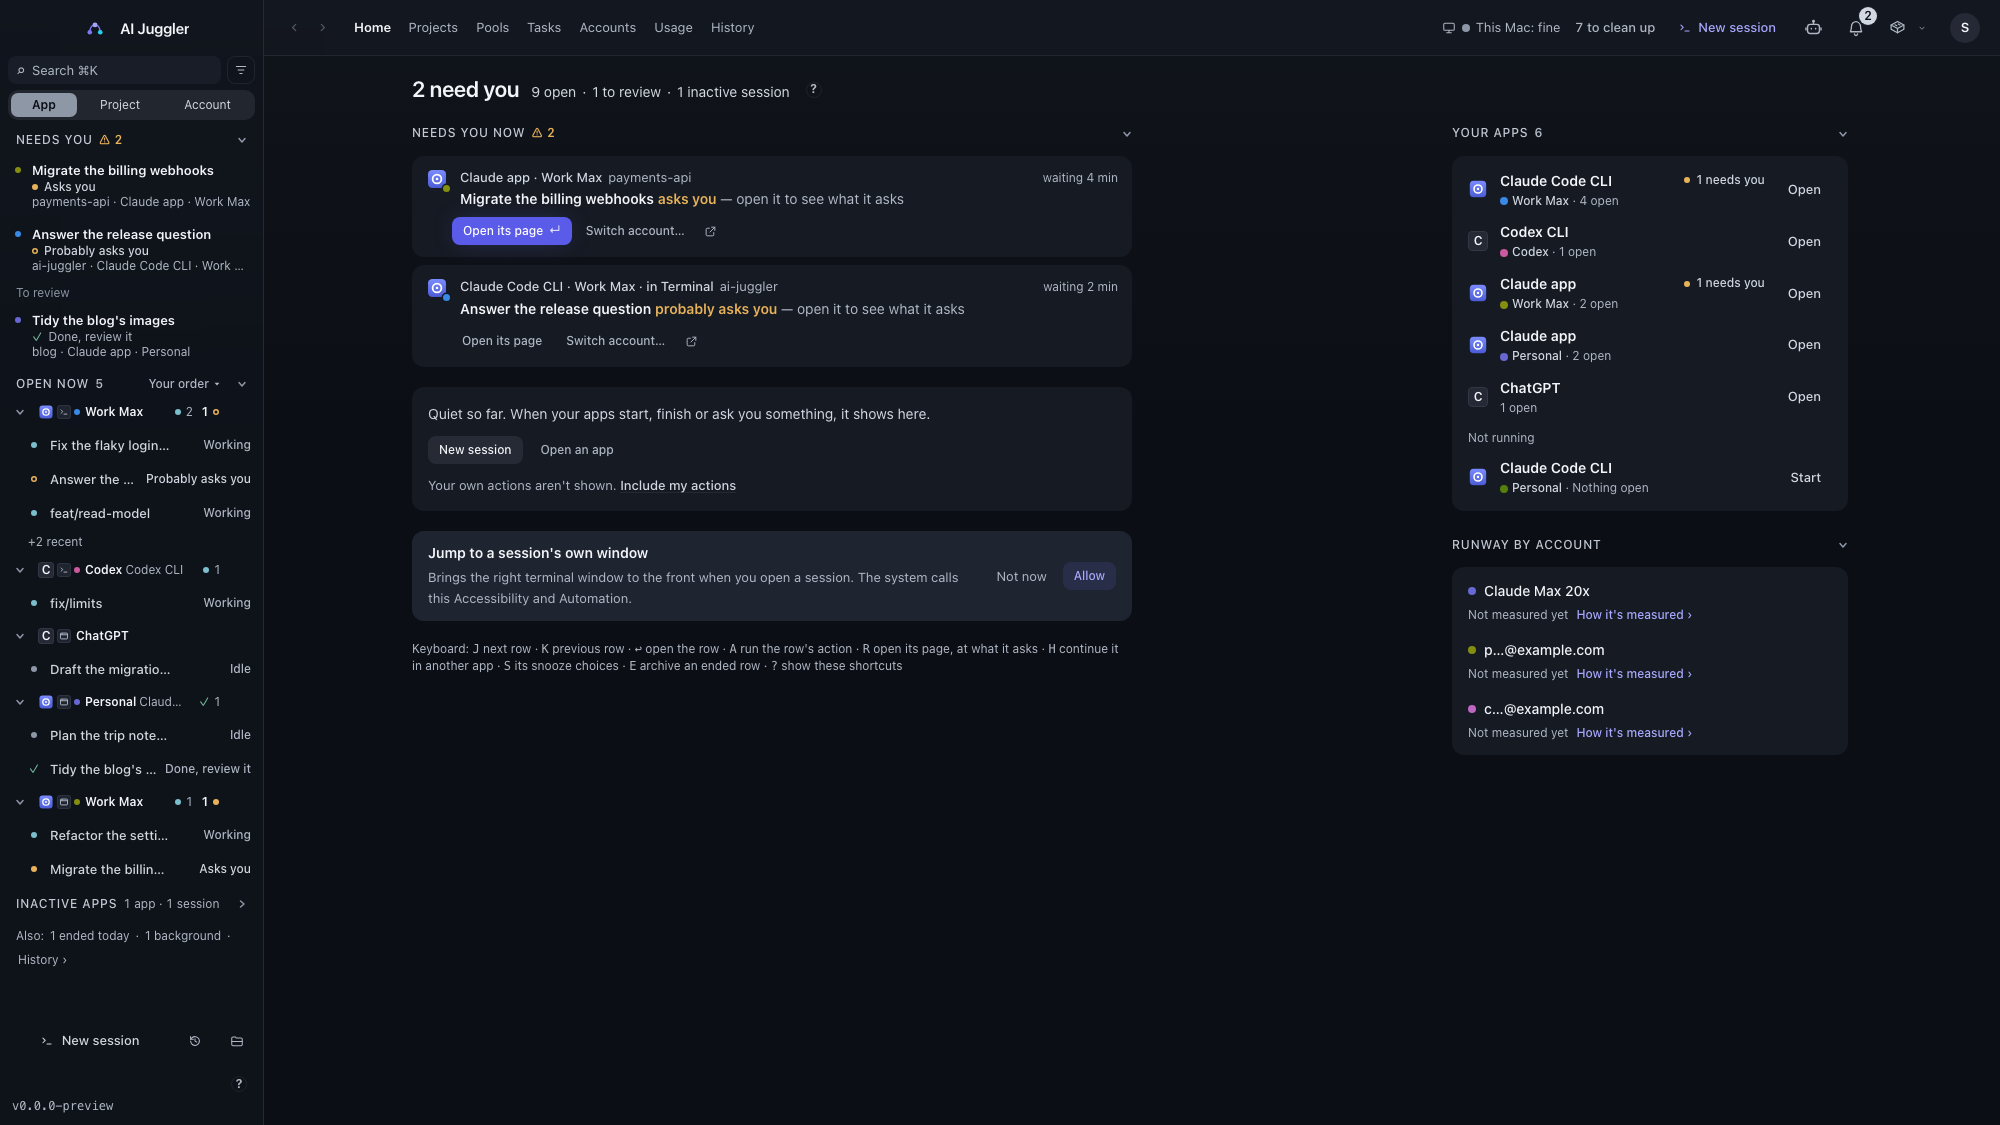 AI Juggler
Search ⌘K
App Project Account
NEEDS YOU 2
Migrate the billing webhooks
Asks you
payments-api · Claude app · Work Max
Answer the release question
Probably asks you
ai-juggler · Claude Code CLI · Work ...
To review
Tidy the blog's images
Done, review it
blog · Claude app · Personal
OPEN NOW 5 Your order
Work Max 2 1
Fix the flaky login... Working
Answer the ... Probably asks you
feat/read-model Working
+2 recent
C Codex Codex CLI 1
fix/limits Working
C ChatGPT
Draft the migratio... Idle
Personal Claud... 1
Plan the trip note... Idle
Tidy the blog's ... Done, review it
Work Max 1 1
Refactor the setti... Working
Migrate the billin... Asks you
INACTIVE APPS 1 app · 1 session
Also: 1 ended today · 1 background ·
History ›
New session
?
v0.0.0-preview
Home Projects Pools Tasks Accounts Usage History
This Mac: fine 7 to clean up New session 2 S
2 need you 9 open · 1 to review · 1 inactive session ?
NEEDS YOU NOW 2
Claude app · Work Max payments-api waiting 4 min
Migrate the billing webhooks asks you — open it to see what it asks
Open its page ↵ Switch account...
Claude Code CLI · Work Max · in Terminal ai-juggler waiting 2 min
Answer the release question probably asks you — open it to see what it asks
Open its page Switch account...
Quiet so far. When your apps start, finish or ask you something, it shows here.
New session Open an app
Your own actions aren't shown. Include my actions
Jump to a session's own window
Brings the right terminal window to the front when you open a session. The system calls
this Accessibility and Automation.
Not now Allow
Keyboard: J next row · K previous row · ↩ open the row · A run the row's action · R open its page, at what it asks · H continue it
in another app · S its snooze choices · E archive an ended row · ? show these shortcuts
YOUR APPS 6
Claude Code CLI 1 needs you Open
Work Max · 4 open
C Codex CLI Open
Codex · 1 open
Claude app 1 needs you Open
Work Max · 2 open
Claude app Open
Personal · 2 open
C ChatGPT Open
1 open
Not running
Claude Code CLI Start
Personal · Nothing open
RUNWAY BY ACCOUNT
Claude Max 20x
Not measured yet How it's measured ›
p...@example.com
Not measured yet How it's measured ›
c...@example.com
Not measured yet How it's measured ›